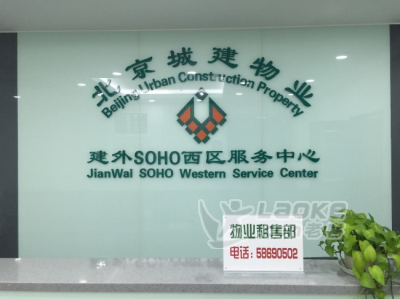 北京城建物业
Beijing Urban Construction Property
建外SOHO西区服务中心
JianWai SOHO Western Service Center
Laoke
物业租售部
电话：58690502